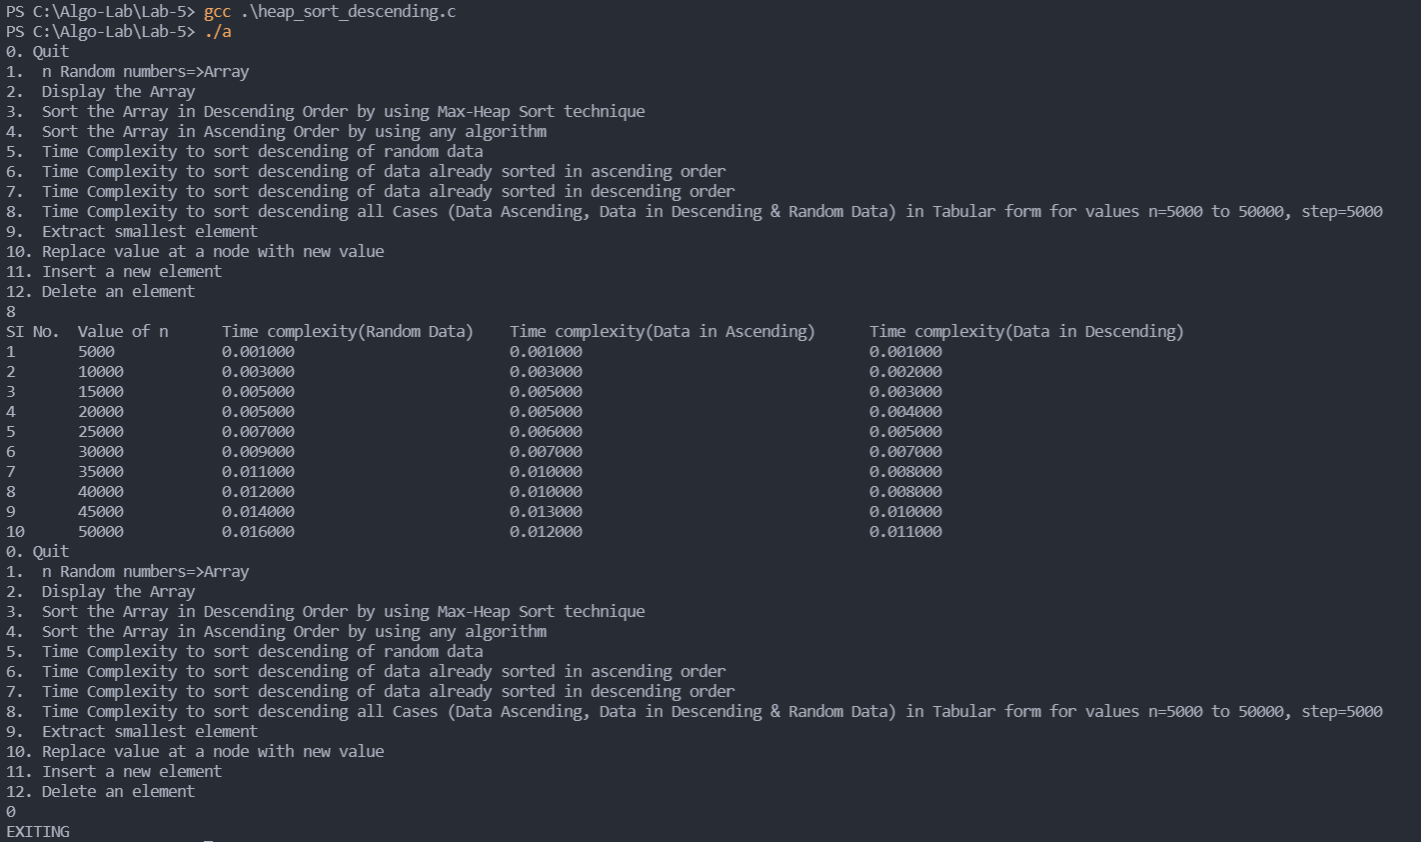 PS C:\Algo-Lab\Lab-5> gcc .\heap_sort_descending.c
PS C:\Algo-Lab\Lab-5> ./a
0. Quit
1.  n Random numbers=>Array
2.  Display the Array
3.  Sort the Array in Descending Order by using Max-Heap Sort technique
4.  Sort the Array in Ascending Order by using any algorithm
5.  Time Complexity to sort descending of random data
6.  Time Complexity to sort descending of data already sorted in ascending order
7.  Time Complexity to sort descending of data already sorted in descending order
8.  Time Complexity to sort descending all Cases (Data Ascending, Data in Descending & Random Data) in Tabular form for values n=5000 to 50000, step=5000
9.  Extract smallest element
10. Replace value at a node with new value
11. Insert a new element
12. Delete an element
8
SI No.  Value of n      Time complexity(Random Data)    Time complexity(Data in Ascending)      Time complexity(Data in Descending)
1       5000            0.001000                        0.001000                                0.001000
2       10000           0.003000                        0.003000                                0.002000
3       15000           0.005000                        0.005000                                0.003000
4       20000           0.005000                        0.005000                                0.004000
5       25000           0.007000                        0.006000                                0.005000
6       30000           0.009000                        0.007000                                0.007000
7       35000           0.011000                        0.010000                                0.008000
8       40000           0.012000                        0.010000                                0.008000
9       45000           0.014000                        0.013000                                0.010000
10      50000           0.016000                        0.012000                                0.011000
0. Quit
1.  n Random numbers=>Array
2.  Display the Array
3.  Sort the Array in Descending Order by using Max-Heap Sort technique
4.  Sort the Array in Ascending Order by using any algorithm
5.  Time Complexity to sort descending of random data
6.  Time Complexity to sort descending of data already sorted in ascending order
7.  Time Complexity to sort descending of data already sorted in descending order
8.  Time Complexity to sort descending all Cases (Data Ascending, Data in Descending & Random Data) in Tabular form for values n=5000 to 50000, step=5000
9.  Extract smallest element
10. Replace value at a node with new value
11. Insert a new element
12. Delete an element
0
EXITING